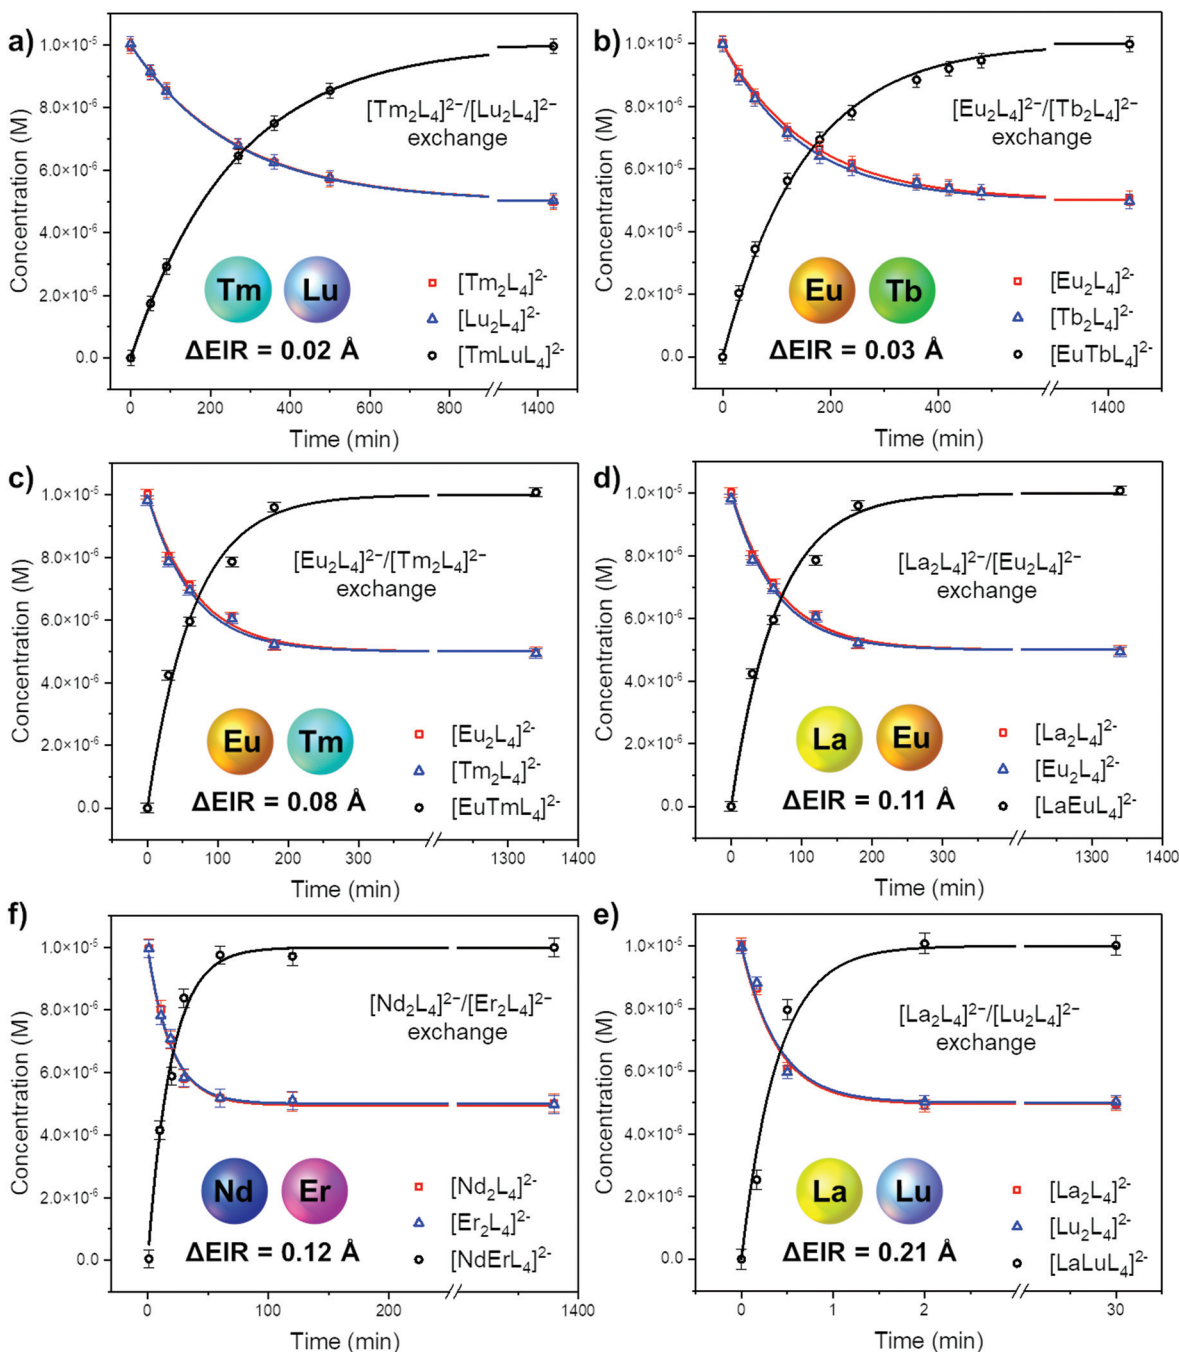 a)
Concentration (M)
1.0×10⁻⁵
8.0×10⁻⁶
6.0×10⁻⁶
4.0×10⁻⁶
2.0×10⁻⁶
0.0
[Tm₂L₄]²⁻/[Lu₂L₄]²⁻
exchange
Tm Lu
ΔEIR = 0.02 Å
[Tm₂L₄]²⁻
[Lu₂L₄]²⁻
[TmLuL₄]²⁻
0 200 400 600 800 1400
Time (min)
b)
Concentration (M)
1.0×10⁻⁵
8.0×10⁻⁶
6.0×10⁻⁶
4.0×10⁻⁶
2.0×10⁻⁶
0.0
[Eu₂L₄]²⁻/[Tb₂L₄]²⁻
exchange
Eu Tb
ΔEIR = 0.03 Å
[Eu₂L₄]²⁻
[Tb₂L₄]²⁻
[EuTbL₄]²⁻
0 200 400 1400
Time (min)
c)
Concentration (M)
1.0×10⁻⁵
8.0×10⁻⁶
6.0×10⁻⁶
4.0×10⁻⁶
2.0×10⁻⁶
0.0
[Eu₂L₄]²⁻/[Tm₂L₄]²⁻
exchange
Eu Tm
ΔEIR = 0.08 Å
[Eu₂L₄]²⁻
[Tm₂L₄]²⁻
[EuTmL₄]²⁻
0 100 200 300 1300 1400
Time (min)
d)
Concentration (M)
1.0×10⁻⁵
8.0×10⁻⁶
6.0×10⁻⁶
4.0×10⁻⁶
2.0×10⁻⁶
0.0
[La₂L₄]²⁻/[Eu₂L₄]²⁻
exchange
La Eu
ΔEIR = 0.11 Å
[La₂L₄]²⁻
[Eu₂L₄]²⁻
[LaEuL₄]²⁻
0 100 200 300 1300 1400
Time (min)
f)
Concentration (M)
1.0×10⁻⁵
8.0×10⁻⁶
6.0×10⁻⁶
4.0×10⁻⁶
2.0×10⁻⁶
0.0
[Nd₂L₄]²⁻/[Er₂L₄]²⁻
exchange
Nd Er
ΔEIR = 0.12 Å
[Nd₂L₄]²⁻
[Er₂L₄]²⁻
[NdErL₄]²⁻
0 100 200 1400
Time (min)
e)
Concentration (M)
1.0×10⁻⁵
8.0×10⁻⁶
6.0×10⁻⁶
4.0×10⁻⁶
2.0×10⁻⁶
0.0
[La₂L₄]²⁻/[Lu₂L₄]²⁻
exchange
La Lu
ΔEIR = 0.21 Å
[La₂L₄]²⁻
[Lu₂L₄]²⁻
[LaLuL₄]²⁻
0 1 2 30
Time (min)